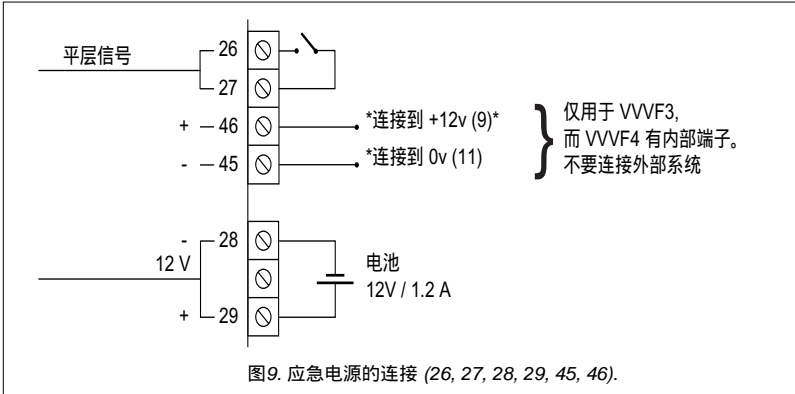 平层信号
26
27
+ 46 *连接到 +12v (9)*
- 45 *连接到 0v (11)
仅用于 VVVF3,
而 VVVF4 有内部端子。
不要连接外部系统
- 28
12 V
+ 29
电池
12V / 1.2 A
图9. 应急电源的连接 (26, 27, 28, 29, 45, 46).